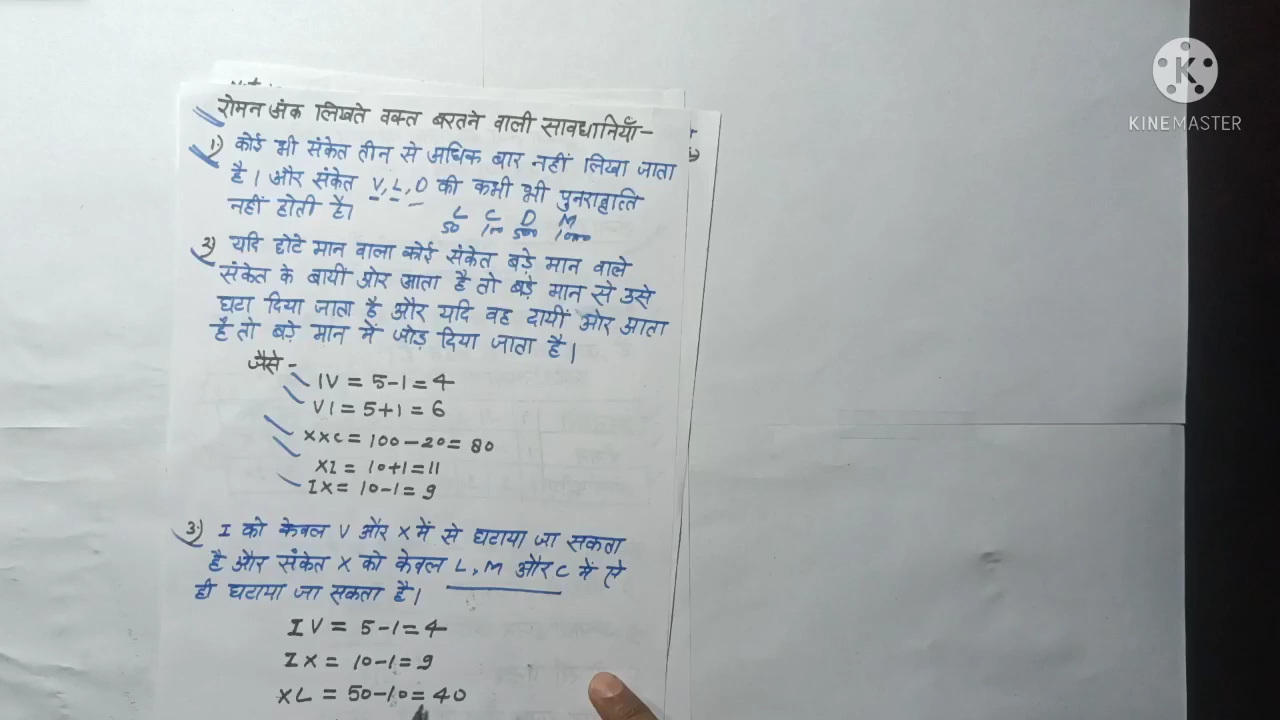 K
KINEMASTER
रोमन अंक लिखते वक्त बरतने वाली सावधानियाँ-
1.) कोई भी संकेत तीन से अधिक बार नहीं लिखा जाता
है। और संकेत V, L, D की कभी भी पुनरावृत्ति
नहीं होती है।
L C D M
50 100 500 1000
2) यदि छोटे मान वाला कोई संकेत बड़े मान वाले
संकेत के बायीं ओर आता है तो बड़े मान से उसे
घटा दिया जाता है और यदि वह दायीं ओर आता
है तो बड़े मान में जोड़ दिया जाता है।
जैसे -
IV = 5-1 = 4
VI = 5+1 = 6
XXC = 100-20 = 80
XI = 10+1 = 11
IX = 10-1 = 9
3.) I को केवल V और X में से घटाया जा सकता
है और संकेत X को केवल L, M और C में से
ही घटाया जा सकता है।
IV = 5-1 = 4
IX = 10-1 = 9
XL = 50-10 = 40